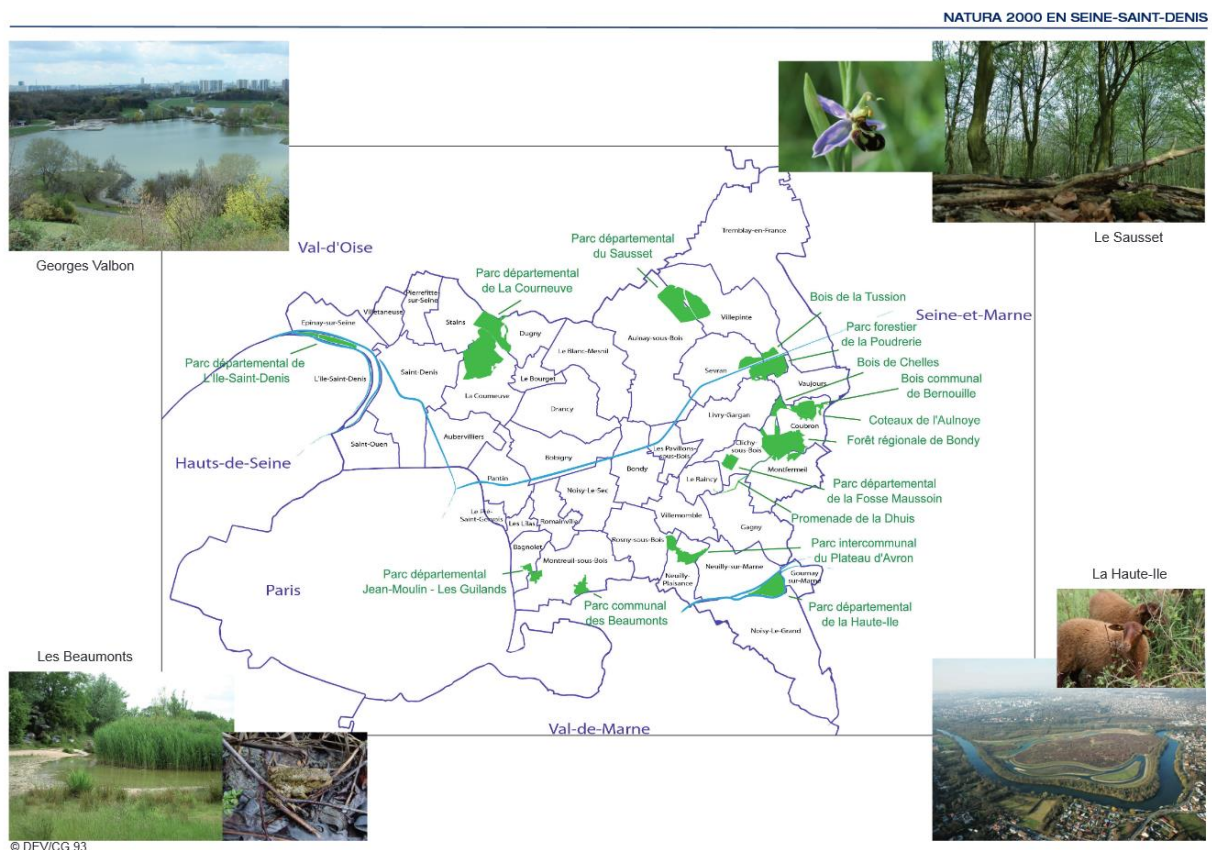 NATURA 2000 EN SEINE-SAINT-DENIS
Georges Valbon
Le Sausset
Val-d'Oise
Parc départemental
du Sausset
Tremblay-en-France
Parc départemental
de La Courneuve
Pierrefitte
-sur-Seine
Villetaneuse
Epinay-sur-Seine
Stains
Dugny
Villepinte
Bois de la Tussion
Seine-et-Marne
Aulnay-sous-Bois
Parc forestier
de la Poudrerie
Le Blanc-Mesnil
Parc départemental de
L'Ile-Saint-Denis
L'Ile-Saint-Denis
Saint-Denis
Le Bourget
Sevran
Bois de Chelles
Vaujours
Bois communal
de Bernouille
La Courneuve
Drancy
Livry-Gargan
Coteaux de l'Aulnoye
Coubron
Saint-Ouen
Aubervilliers
Clichy-
sous-Bois
Forêt régionale de Bondy
Les Pavillons-
sous-Bois
Hauts-de-Seine
Bobigny
Bondy
Montfermeil
Pantin
Le Raincy
Parc départemental
de la Fosse Maussoin
Noisy-Le-Sec
Le Pré-
Saint-Gervais
Les Lilas
Romainville
Villemomble
Promenade de la Dhuis
Gagny
Bagnolet
Rosny-sous-Bois
Parc intercommunal
du Plateau d'Avron
Montreuil-sous-Bois
Neuilly-sur-Marne
Gournay
-sur-Marne
Parc départemental
Jean-Moulin - Les Guilands
Neuilly-
Plaisance
La Haute-Ile
Paris
Parc communal
des Beaumonts
Parc départemental
de la Haute-Ile
Noisy-Le-Grand
Les Beaumonts
Val-de-Marne
© DEV/CG 93